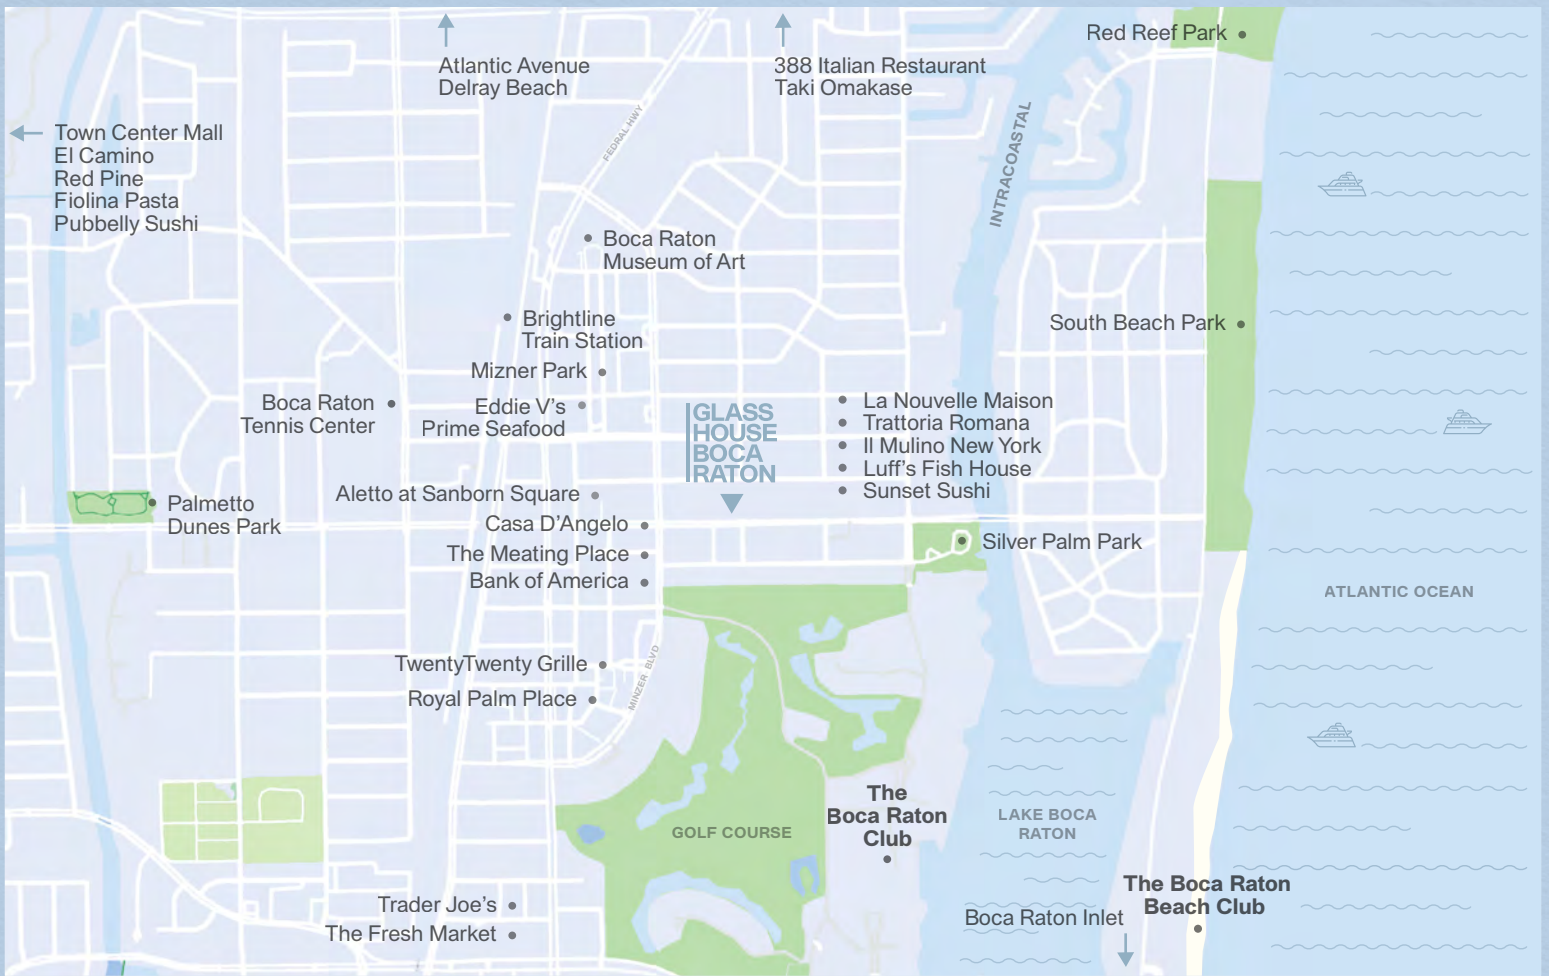 Red Reef Park
Atlantic Avenue
Delray Beach
388 Italian Restaurant
Taki Omakase
Town Center Mall
El Camino
Red Pine
Fiolina Pasta
Pubbelly Sushi
FEDRAL HWY
INTRACOASTAL
Boca Raton
Museum of Art
Brightline
Train Station
South Beach Park
Mizner Park
Boca Raton
Tennis Center
Eddie V's
Prime Seafood
GLASS
HOUSE
BOCA
RATON
La Nouvelle Maison
Trattoria Romana
Il Mulino New York
Luff's Fish House
Sunset Sushi
Aletto at Sanborn Square
Palmetto
Dunes Park
Casa D'Angelo
The Meating Place
Bank of America
Silver Palm Park
ATLANTIC OCEAN
TwentyTwenty Grille
Royal Palm Place
MINZER BLVD
The
Boca Raton
Club
GOLF COURSE
LAKE BOCA
RATON
The Boca Raton
Beach Club
Boca Raton Inlet
Trader Joe's
The Fresh Market